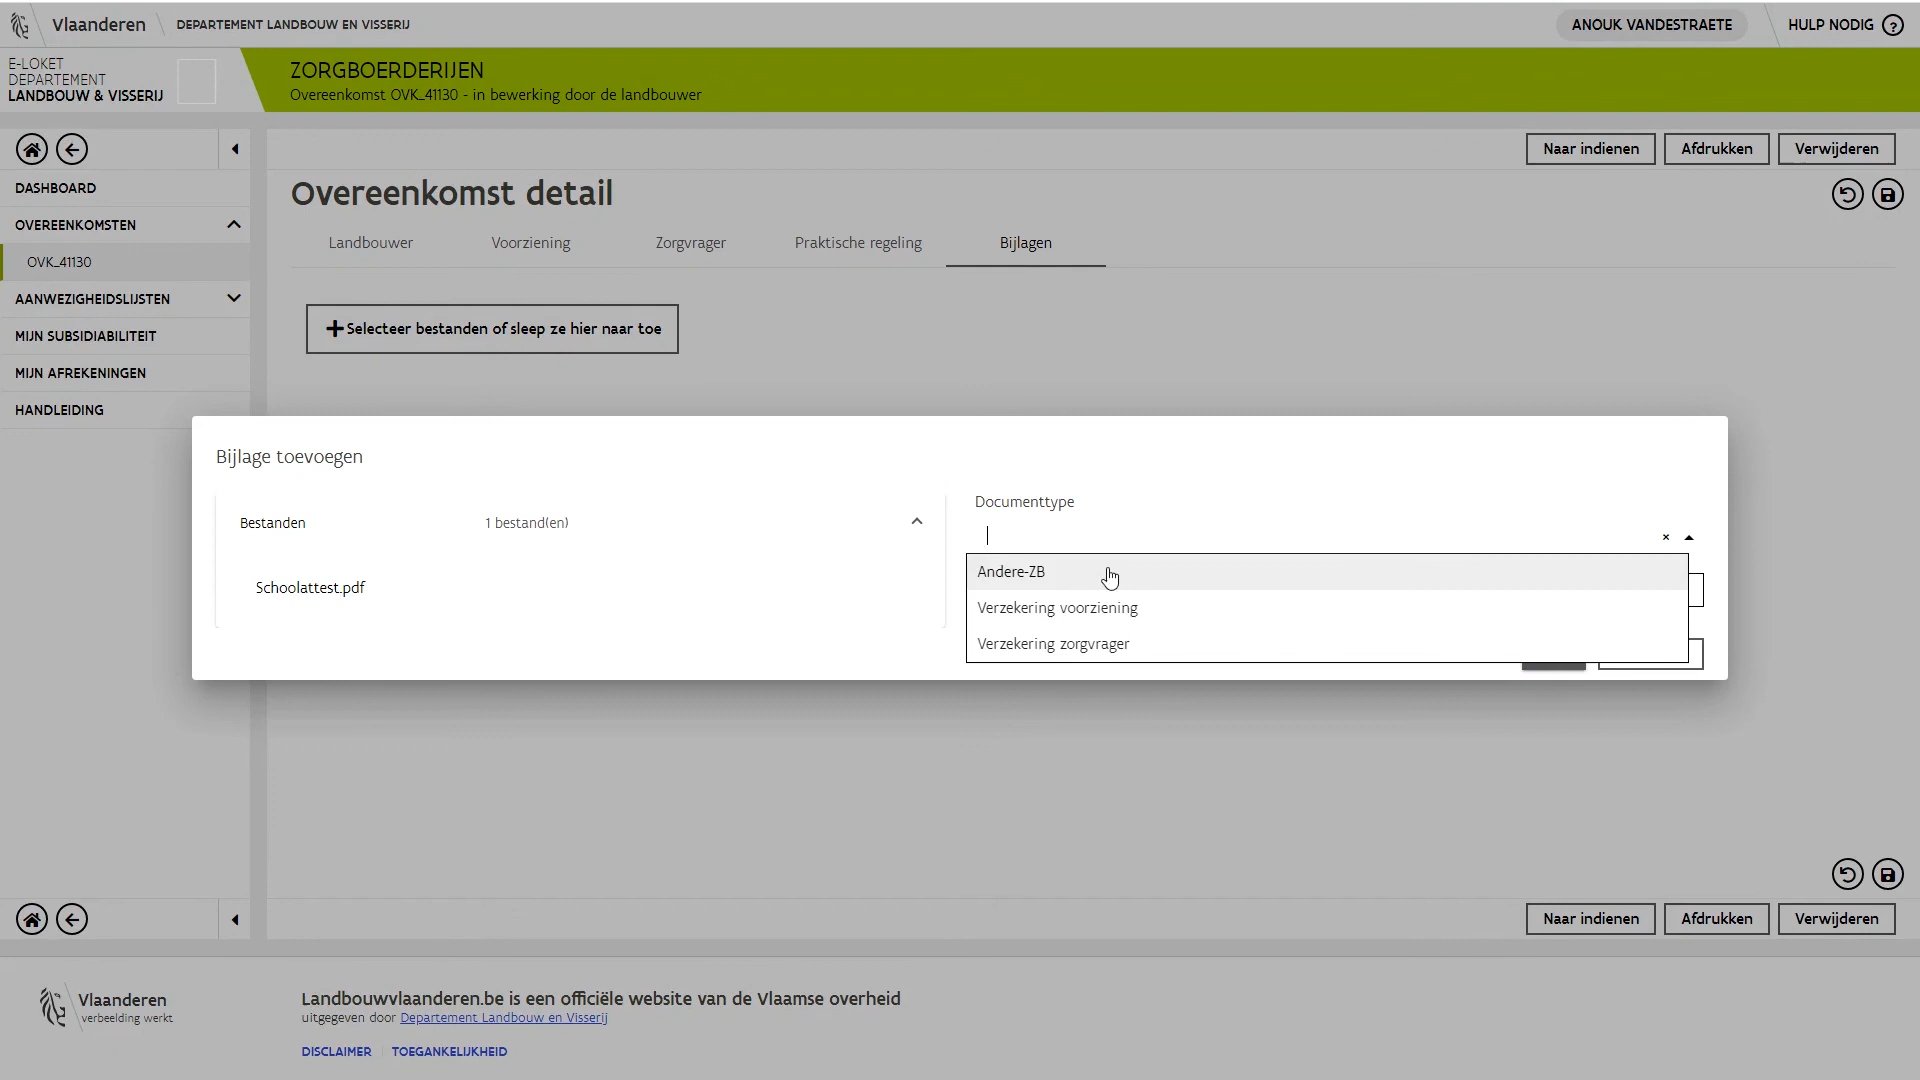 Vlaanderen
DEPARTEMENT LANDBOUW EN VISSERIJ
ANOUK VANDESTRAETE
HULP NODIG ?
E-LOKET
DEPARTEMENT
LANDBOUW & VISSERIJ
ZORGBOERDERIJEN
Overeenkomst OVK_41130 - in bewerking door de landbouwer
Naar indienen
Afdrukken
Verwijderen
DASHBOARD
OVEREENKOMSTEN
OVK_41130
AANWEZIGHEIDSLIJSTEN
MIJN SUBSIDIABILITEIT
MIJN AFREKENINGEN
HANDLEIDING
Overeenkomst detail
Landbouwer
Voorziening
Zorgvrager
Praktische regeling
Bijlagen
Selecteer bestanden of sleep ze hier naar toe
Bijlage toevoegen
Bestanden
1 bestand(en)
Schoolattest.pdf
Documenttype
Andere-ZB
Verzekering voorziening
Verzekering zorgvrager
Naar indienen
Afdrukken
Verwijderen
Vlaanderen
verbeelding werkt
Landbouwvlaanderen.be is een officiële website van de Vlaamse overheid
uitgegeven door Departement Landbouw en Visserij
DISCLAIMER
TOEGANKELIJKHEID